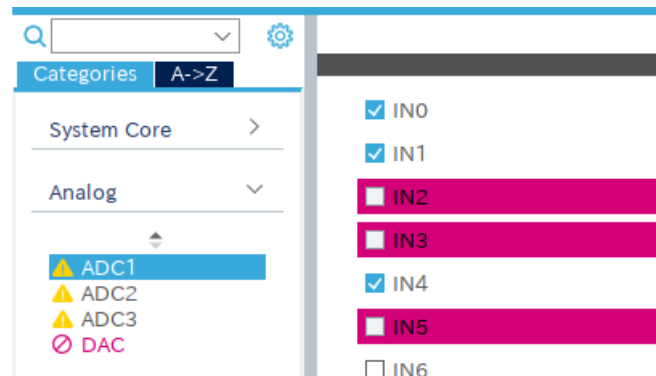 Categories A->Z
System Core
Analog
ADC1
ADC2
ADC3
DAC
IN0
IN1
IN2
IN3
IN4
IN5
IN6